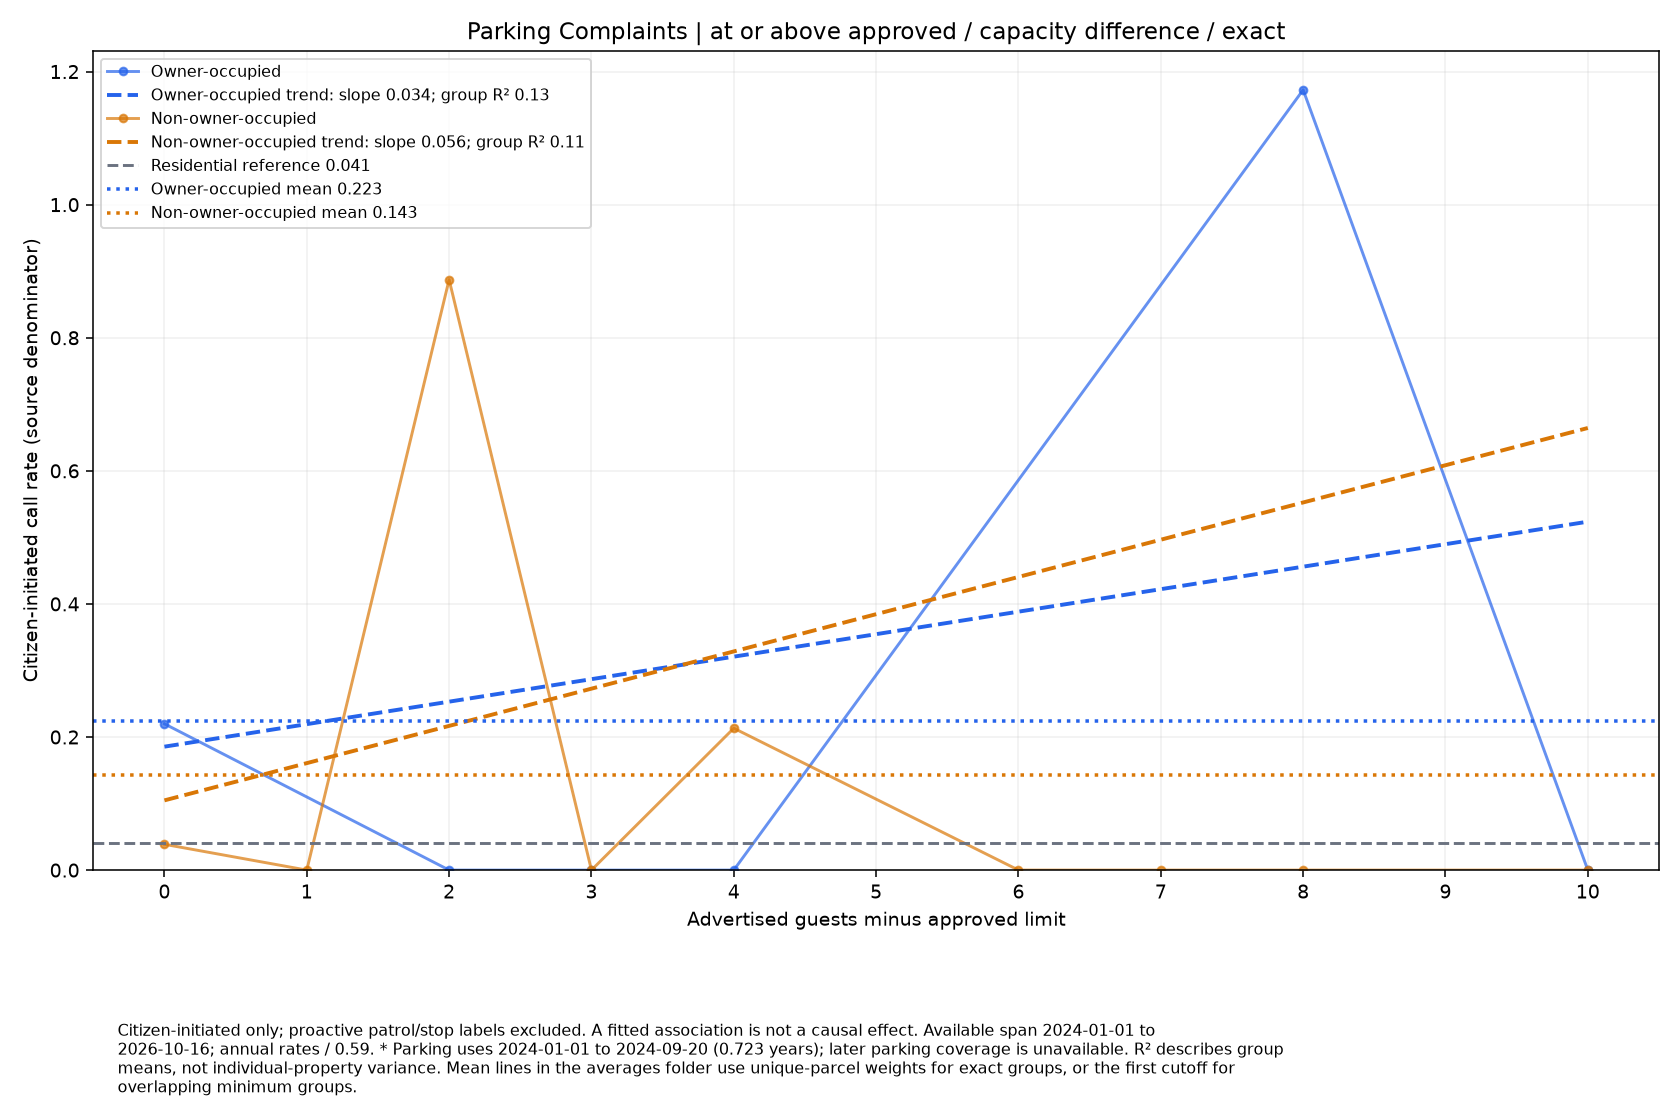 Parking Complaints | at or above approved / capacity difference / exact
Owner-occupied
Owner-occupied trend: slope 0.034; group R² 0.13
Non-owner-occupied
Non-owner-occupied trend: slope 0.056; group R² 0.11
Residential reference 0.041
Owner-occupied mean 0.223
Non-owner-occupied mean 0.143
Citizen-initiated call rate (source denominator)
1.2
1.0
0.8
0.6
0.4
0.2
0.0
0 1 2 3 4 5 6 7 8 9 10
Advertised guests minus approved limit
Citizen-initiated only; proactive patrol/stop labels excluded. A fitted association is not a causal effect. Available span 2024-01-01 to
2026-10-16; annual rates / 0.59. * Parking uses 2024-01-01 to 2024-09-20 (0.723 years); later parking coverage is unavailable. R² describes group
means, not individual-property variance. Mean lines in the averages folder use unique-parcel weights for exact groups, or the first cutoff for
overlapping minimum groups.